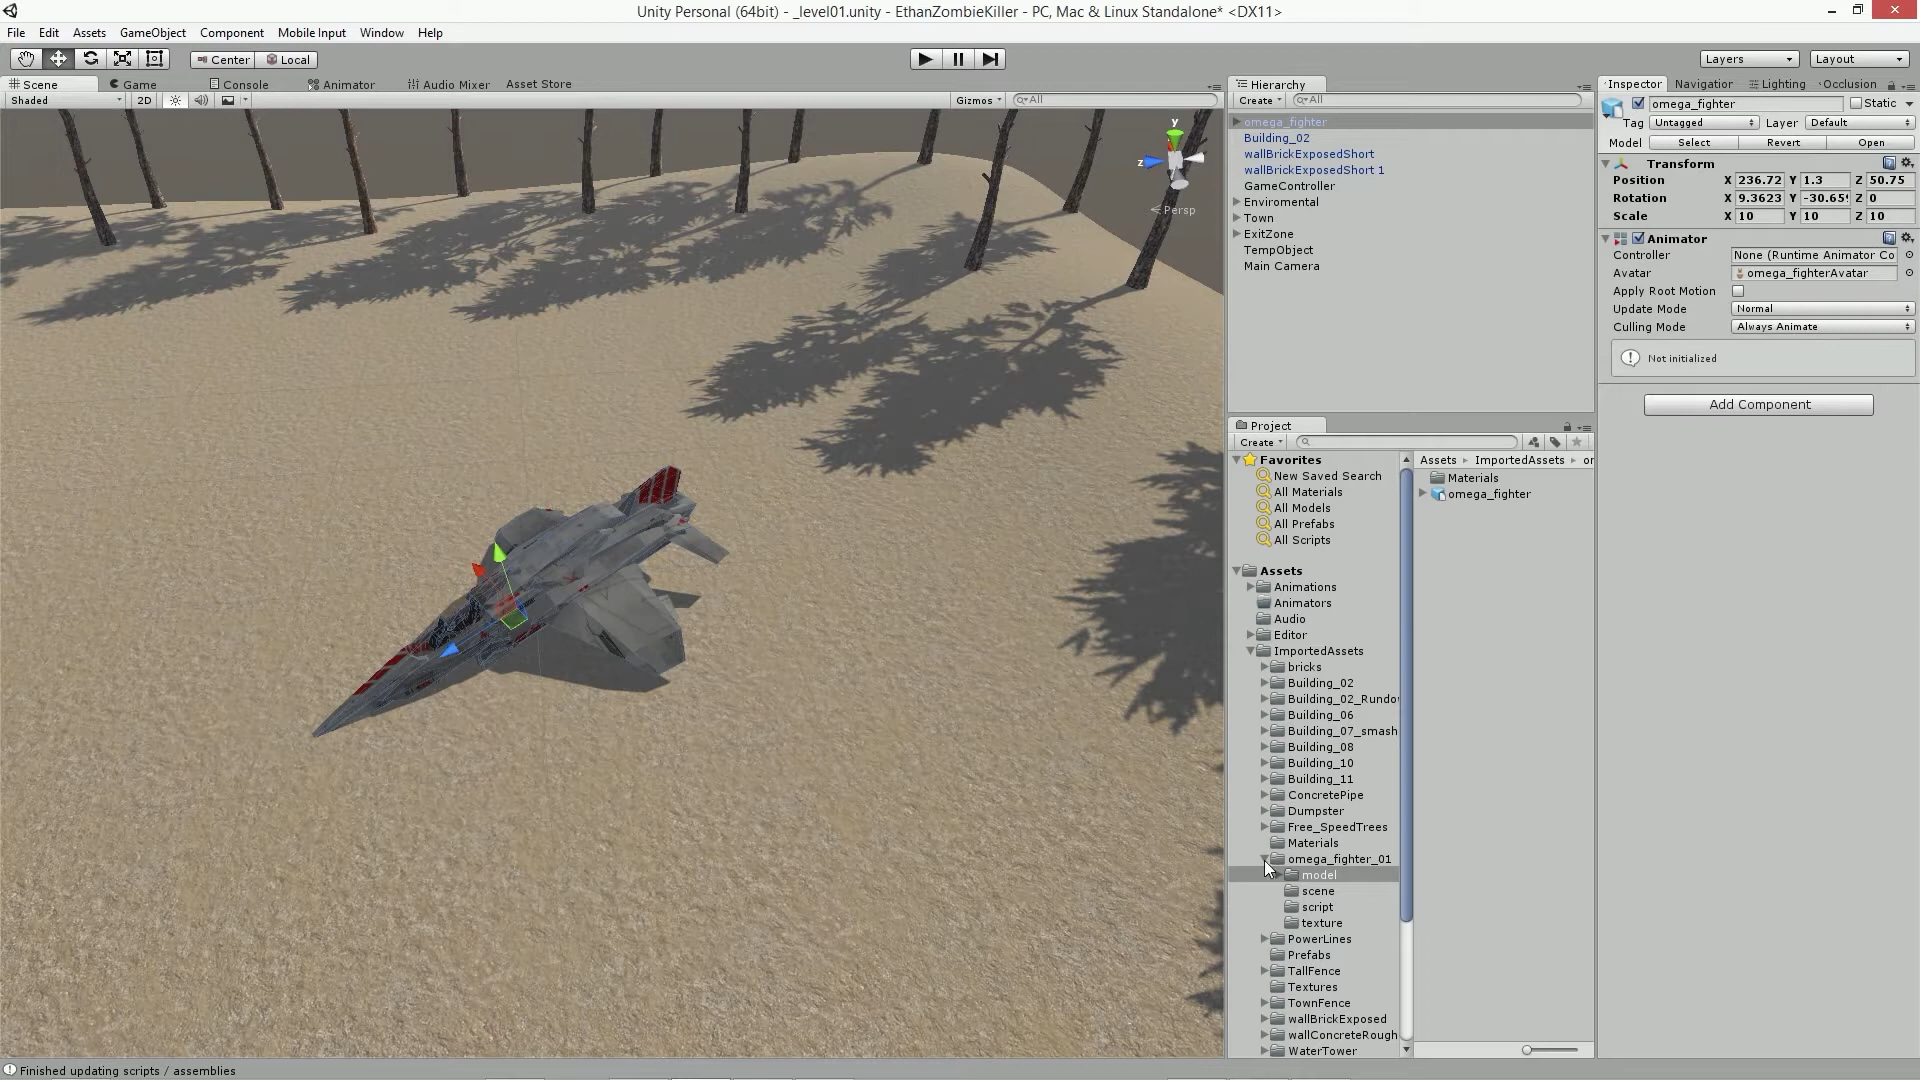 Unity Personal (64bit) - _level01.unity - EthanZombieKiller - PC, Mac & Linux Standalone* <DX11>
File Edit Assets GameObject Component Mobile Input Window Help
Center Local Layers Layout
Scene Game Console Animator Audio Mixer Asset Store
Shaded 2D Gizmos All
y
z
Persp
Hierarchy
Create All
omega_fighter
Building_02
wallBrickExposedShort
wallBrickExposedShort 1
GameController
Enviromental
Town
ExitZone
TempObject
Main Camera
Project
Create
Favorites
New Saved Search
All Materials
All Models
All Prefabs
All Scripts
Assets
Animations
Animators
Audio
Editor
ImportedAssets
bricks
Building_02
Building_02_Rundo
Building_06
Building_07_smash
Building_08
Building_10
Building_11
ConcretePipe
Dumpster
Free_SpeedTrees
Materials
omega_fighter_01
model
scene
script
texture
PowerLines
Prefabs
TallFence
Textures
TownFence
wallBrickExposed
wallConcreteRough
WaterTower
Assets ImportedAssets or
Materials
omega_fighter
Inspector Navigation Lighting Occlusion
omega_fighter Static
Tag Untagged Layer Default
Model Select Revert Open
Transform
Position X 236.72 Y 1.3 Z 50.75
Rotation X 9.3623 Y -30.659 Z 0
Scale X 10 Y 10 Z 10
Animator
Controller None (Runtime Animator Co
Avatar omega_fighterAvatar
Apply Root Motion
Update Mode Normal
Culling Mode Always Animate
Not initialized
Add Component
Finished updating scripts / assemblies